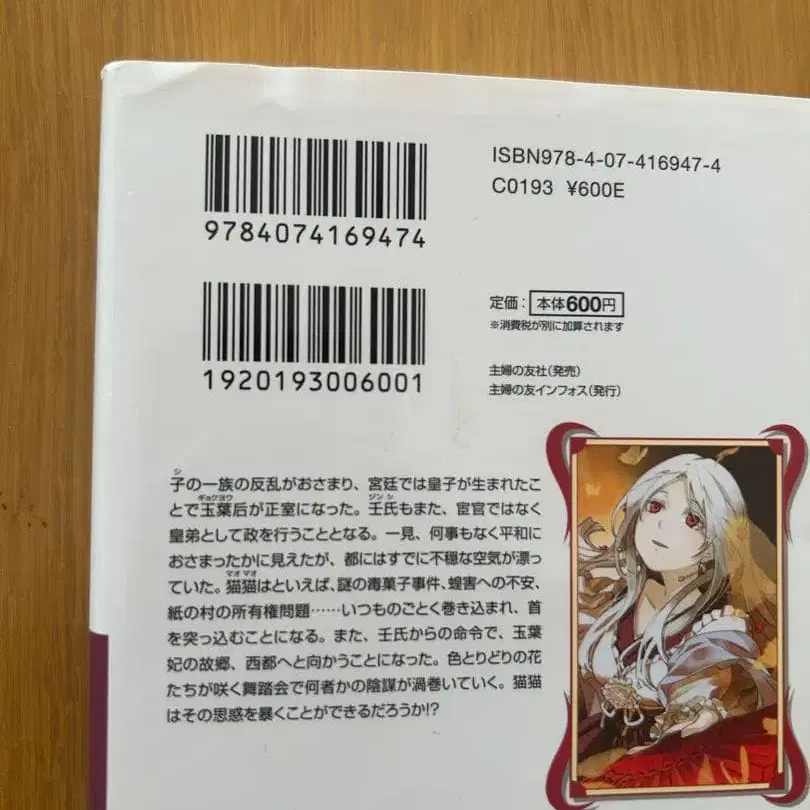 ISBN978-4-07-416947-4
C0193 ¥600E
9784074169474
定価：本体600円
※消費税が別に加算されます
1920193006001
主婦の友社（発売）
主婦の友インフォス（発行）
シ
子の一族の反乱がおさまり、宮廷では皇子が生まれたこ
ギョクヨウ ジンシ
とで玉葉后が正室になった。壬氏もまた、宦官ではなく
皇弟として政を行うこととなる。一見、何事もなく平和に
おさまったかに見えたが、都にはすでに不穏な空気が漂っ
マオマオ
ていた。猫猫はといえば、謎の毒菓子事件、蝗害への不安、
紙の村の所有権問題……いつものごとく巻き込まれ、首
を突っ込むことになる。また、壬氏からの命令で、玉葉
妃の故郷、西都へと向かうことになった。色とりどりの花
たちが咲く舞踏会で何者かの陰謀が渦巻いていく。猫猫
はその思惑を暴くことができるだろうか!?